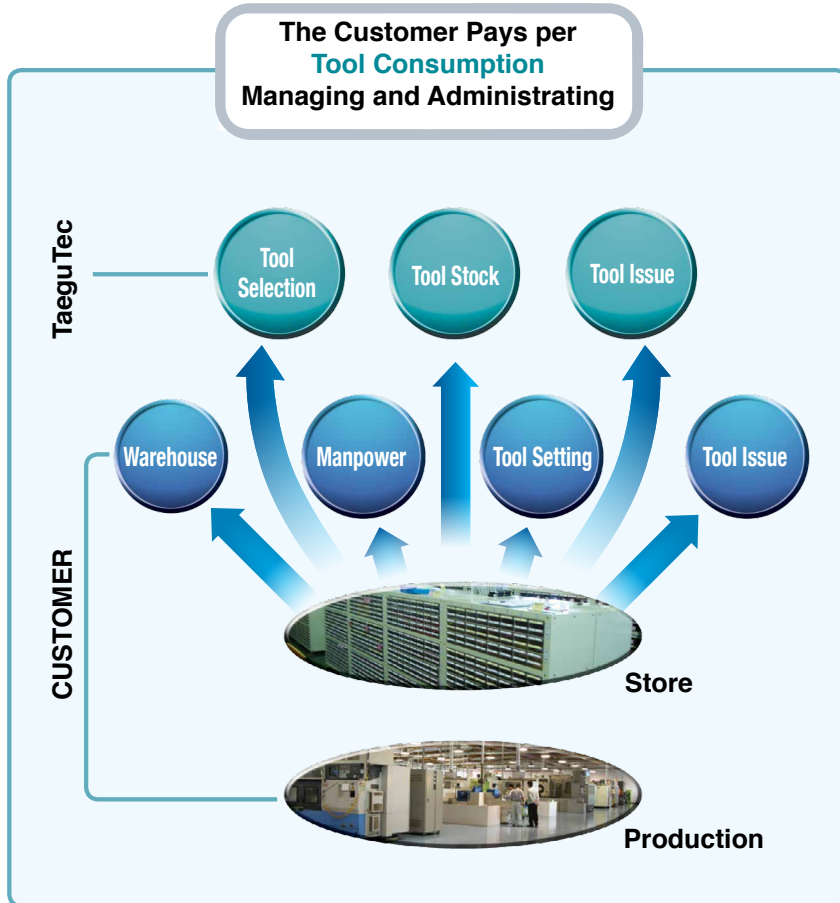 The Customer Pays per
Tool Consumption
Managing and Administrating
TaeguTec
Tool
Selection
Tool Stock
Tool Issue
CUSTOMER
Warehouse
Manpower
Tool Setting
Tool Issue
Store
Production